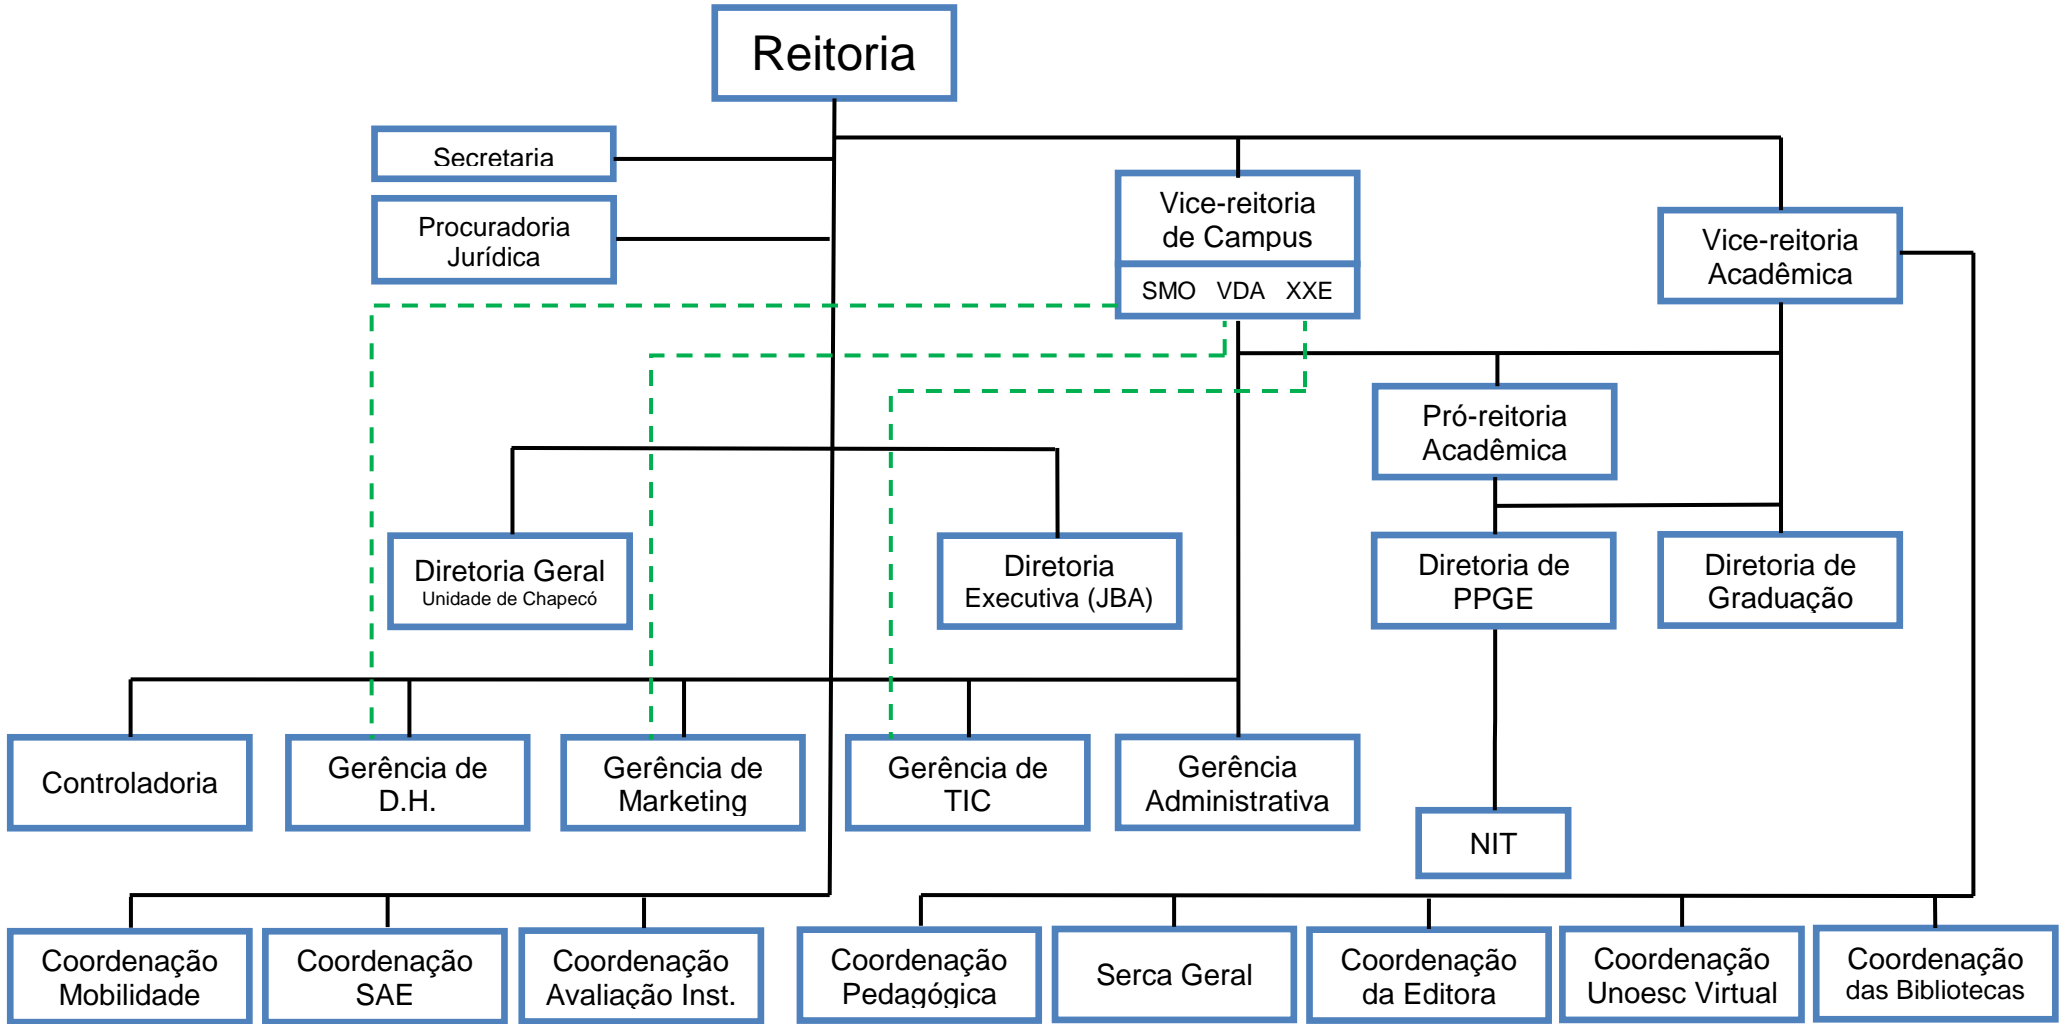 Reitoria
Secretaria
Procuradoria
Jurídica
Vice-reitoria
de Campus
SMO VDA XXE
Vice-reitoria
Acadêmica
Pró-reitoria
Acadêmica
Diretoria Geral
Unidade de Chapecó
Diretoria
Executiva (JBA)
Diretoria de
PPGE
Diretoria de
Graduação
Controladoria
Gerência de
D.H.
Gerência de
Marketing
Gerência de
TIC
Gerência
Administrativa
NIT
Coordenação
Mobilidade
Coordenação
SAE
Coordenação
Avaliação Inst.
Coordenação
Pedagógica
Serca Geral
Coordenação
da Editora
Coordenação
Unoesc Virtual
Coordenação
das Bibliotecas